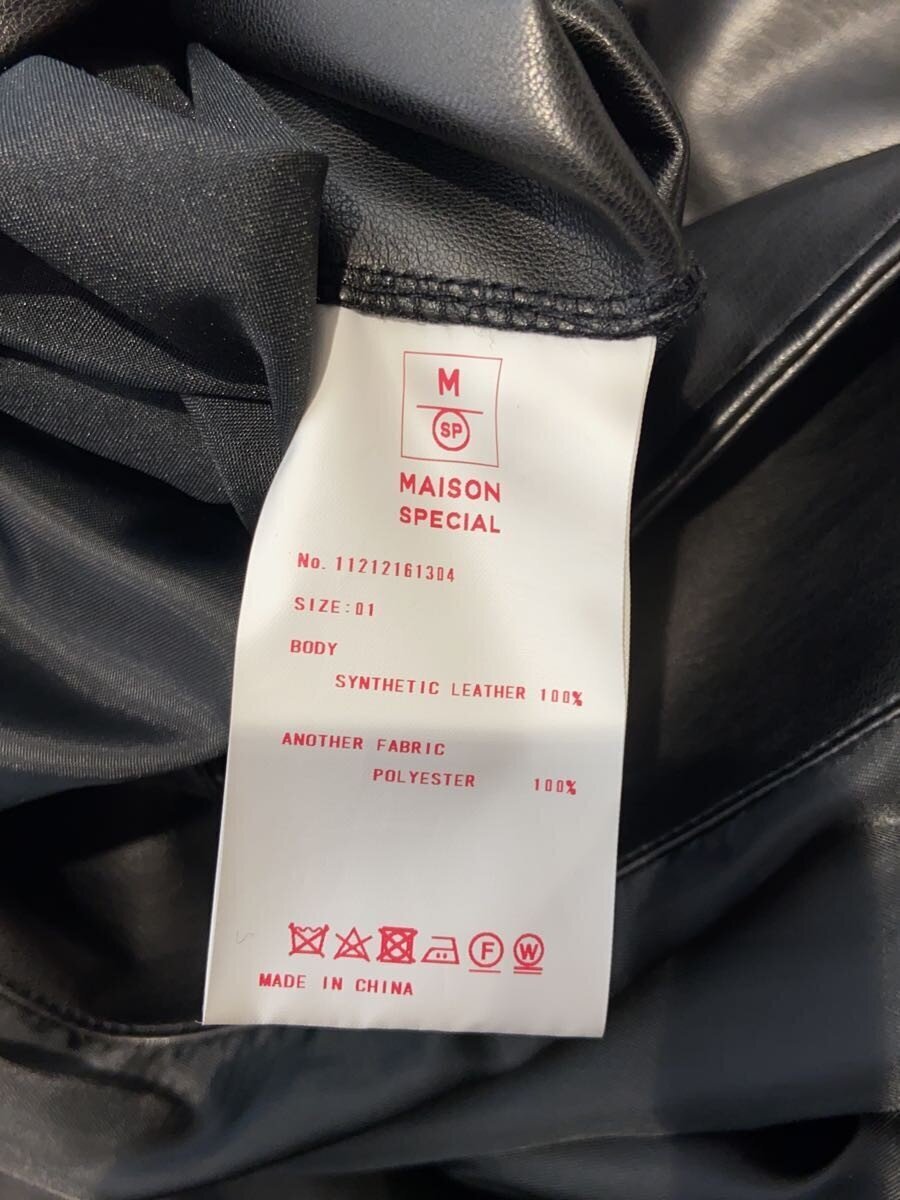 M
SP
MAISON
SPECIAL
No. 11212161304
SIZE:01
BODY
SYNTHETIC LEATHER 100%
ANOTHER FABRIC
POLYESTER 100%
F W
MADE IN CHINA